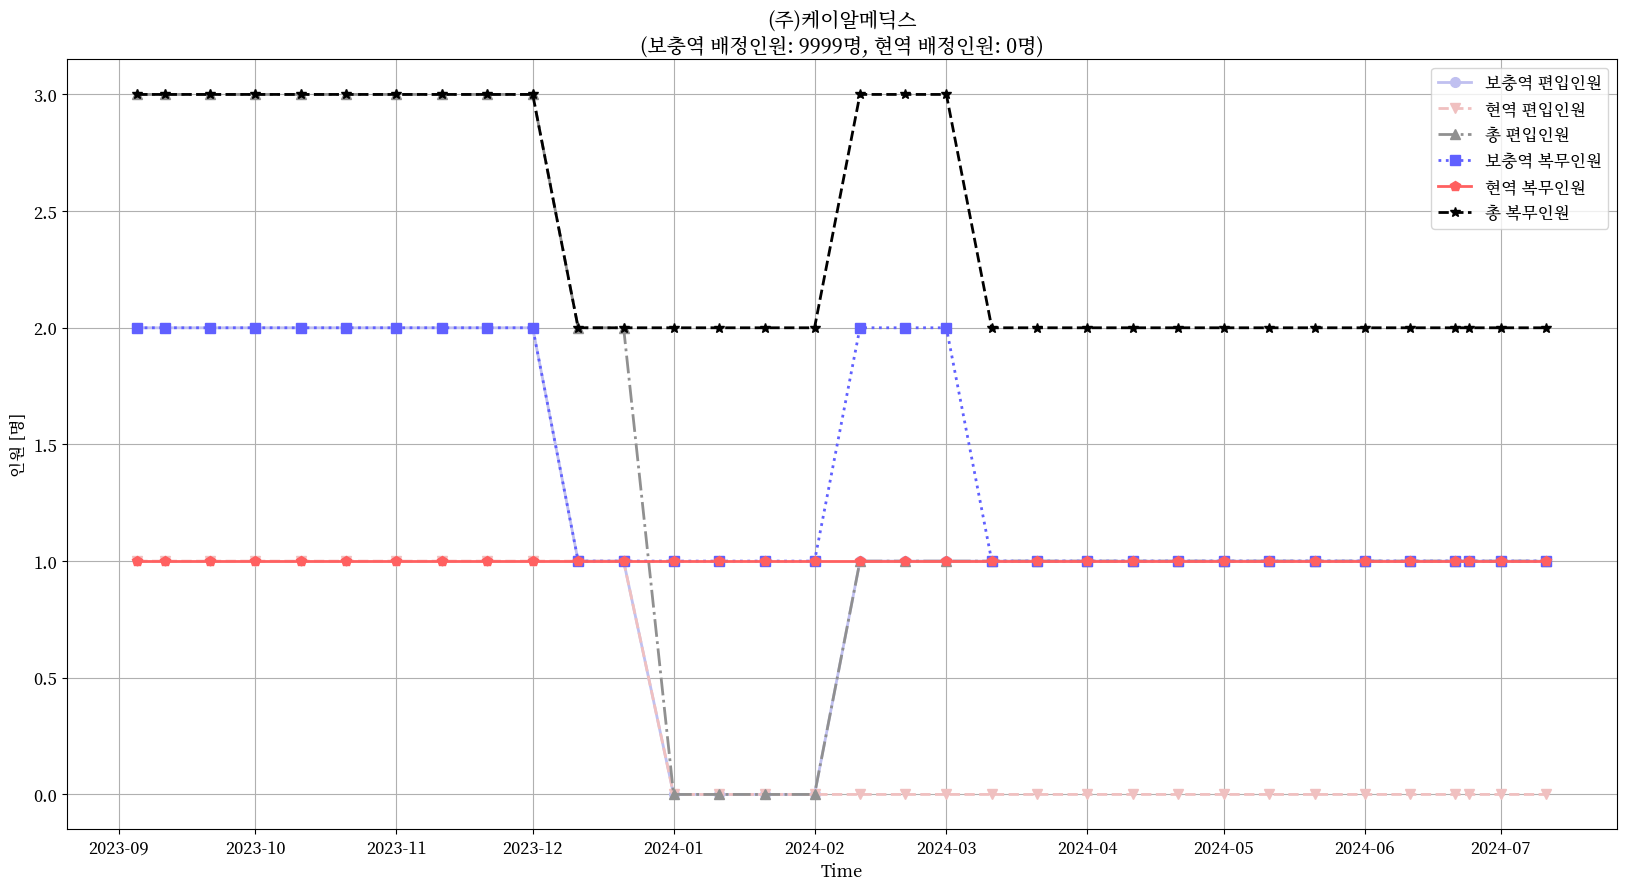 (주)케이알메딕스
(보충역 배정인원: 9999명, 현역 배정인원: 0명)
보충역 편입인원
현역 편입인원
총 편입인원
보충역 복무인원
현역 복무인원
총 복무인원
3.0
2.5
2.0
1.5
1.0
0.5
0.0
인원 [명]
2023-09 2023-10 2023-11 2023-12 2024-01 2024-02 2024-03 2024-04 2024-05 2024-06 2024-07
Time